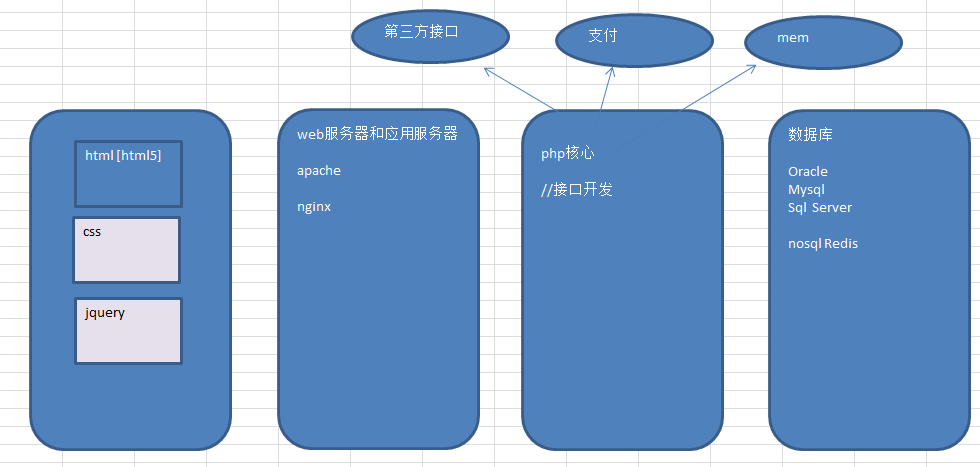 第三方接口
支付
mem
html [html5]
css
jquery
web服务器和应用服务器
apache
nginx
php核心
//接口开发
数据库
Oracle
Mysql
Sql Server
nosql Redis